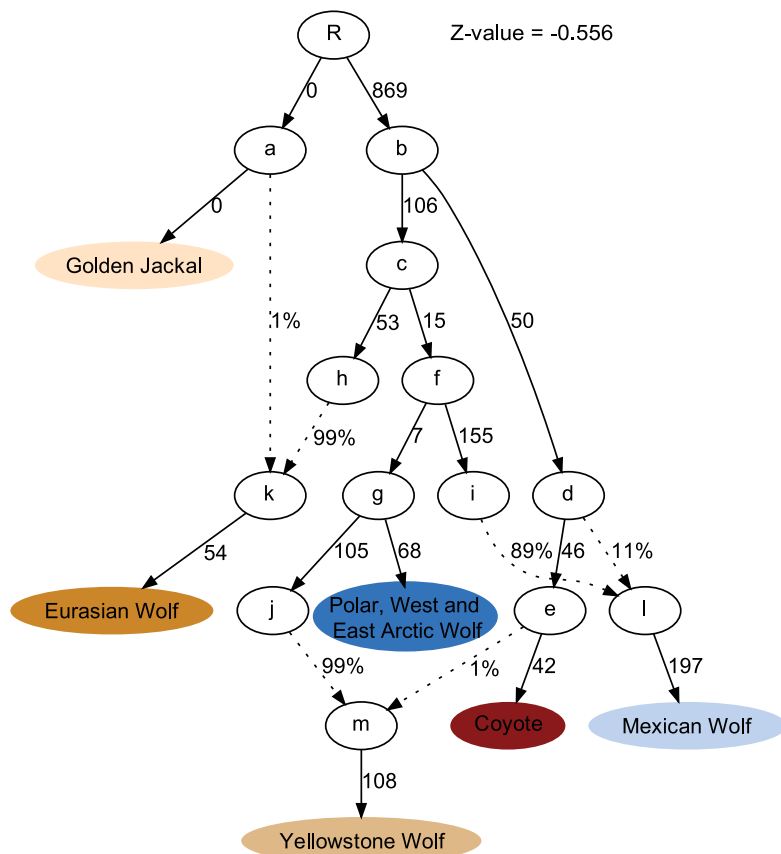 R
Z-value = -0.556
0
869
a
b
0
106
Golden Jackal
c
1%
53
15
50
h
f
99%
7
155
k
g
i
d
54
105
68
89%
46
11%
Eurasian Wolf
j
Polar, West and
East Arctic Wolf
e
l
99%
1%
42
197
m
Coyote
Mexican Wolf
108
Yellowstone Wolf